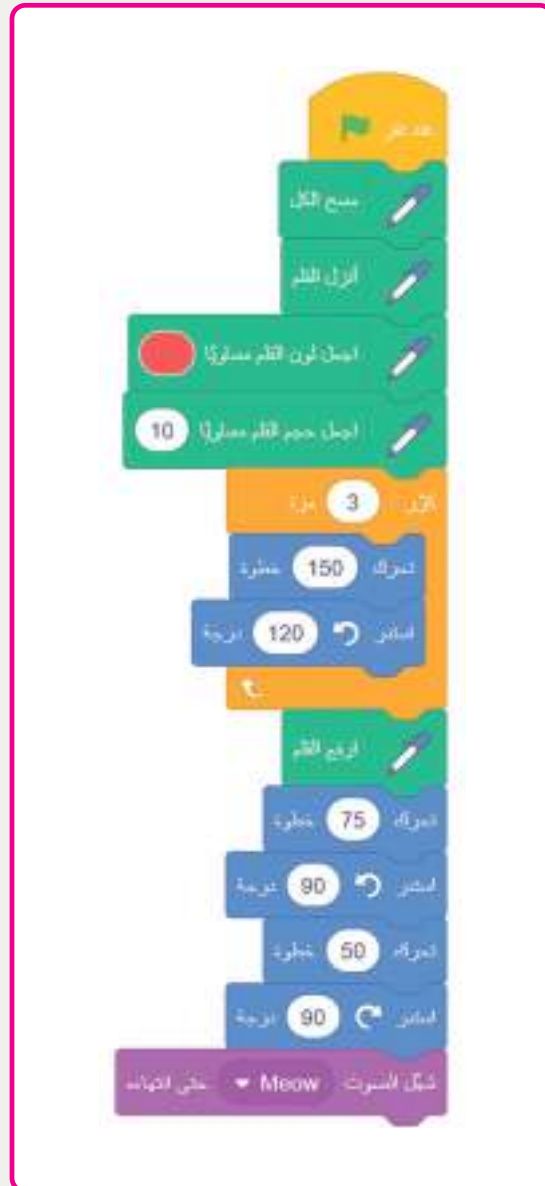 عند نقر
مسح الكل
أنزل القلم
اجعل لون القلم مساويًا
اجعل حجم القلم مساويًا 10
كرّر 3 مرة
تحرك 150 خطوة
استدر 120 درجة
ارفع القلم
تحرك 75 خطوة
استدر 90 درجة
تحرك 50 خطوة
استدر 90 درجة
شغّل الصوت Meow حتى انتهائه